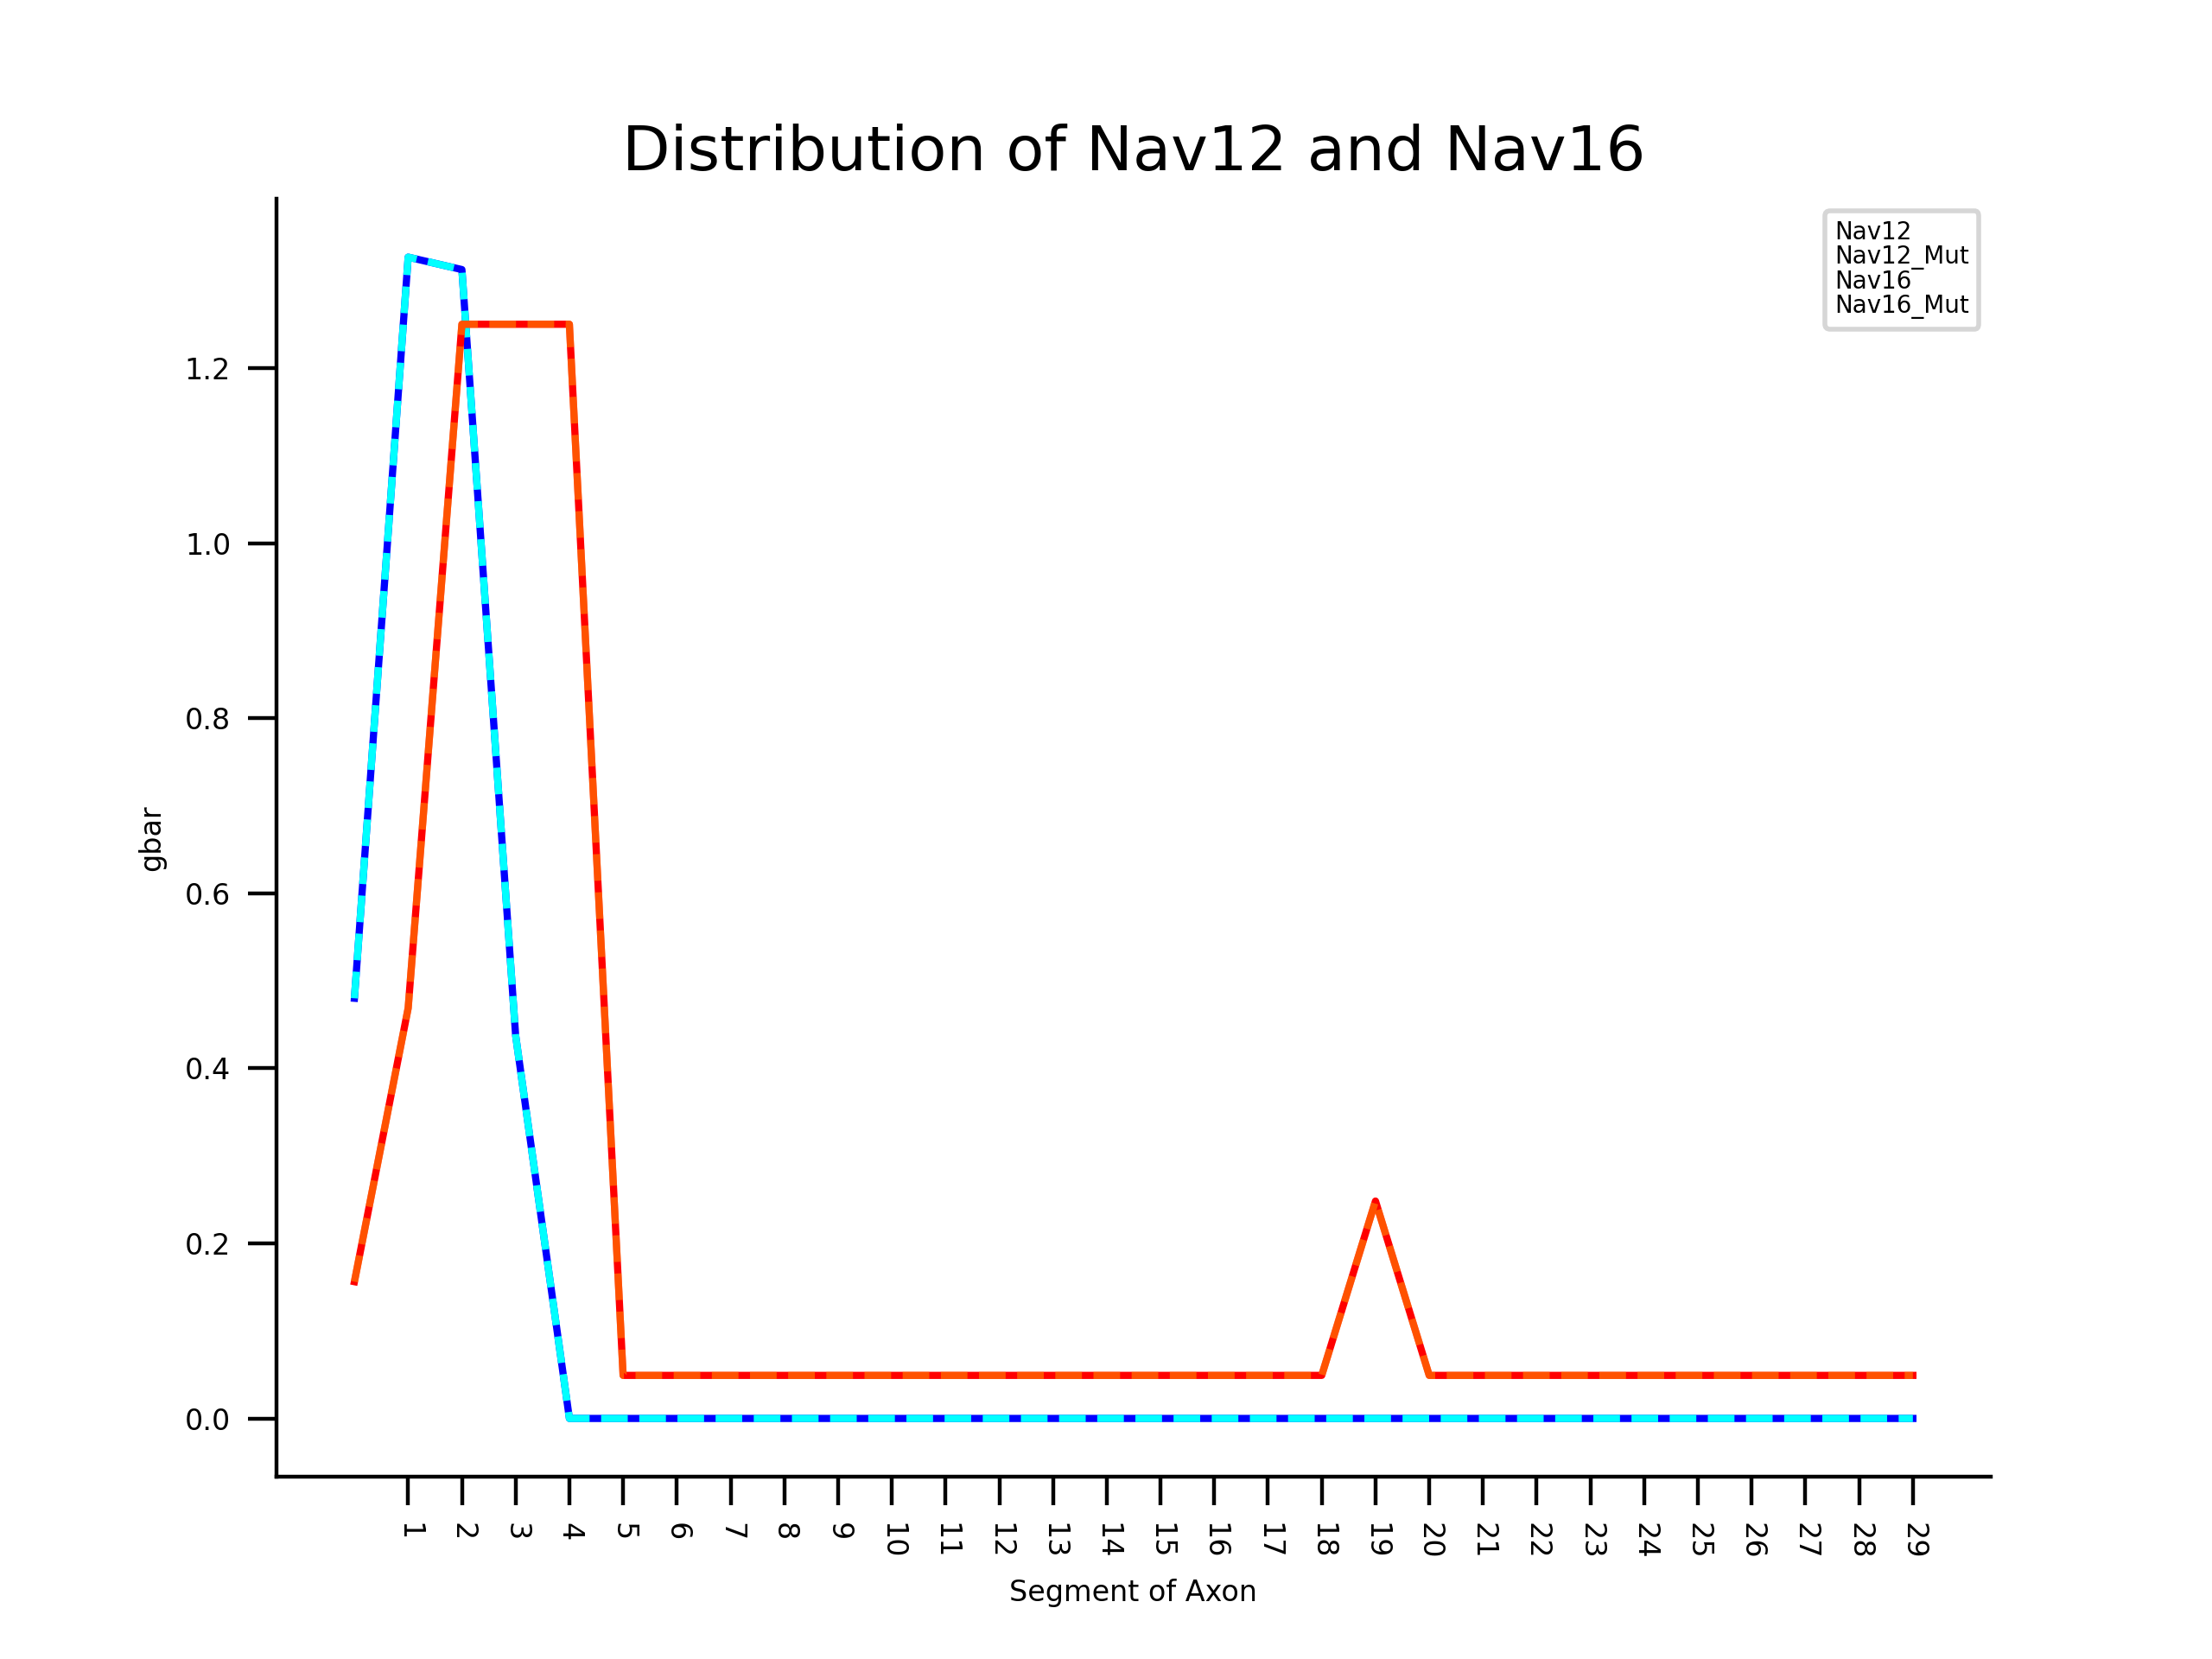 Distribution of Nav12 and Nav16
Nav12
Nav12_Mut
Nav16
Nav16_Mut
1.2
1.0
0.8
0.6
0.4
0.2
0.0
gbar
1 2 3 4 5 6 7 8 9 10 11 12 13 14 15 16 17 18 19 20 21 22 23 24 25 26 27 28 29
Segment of Axon